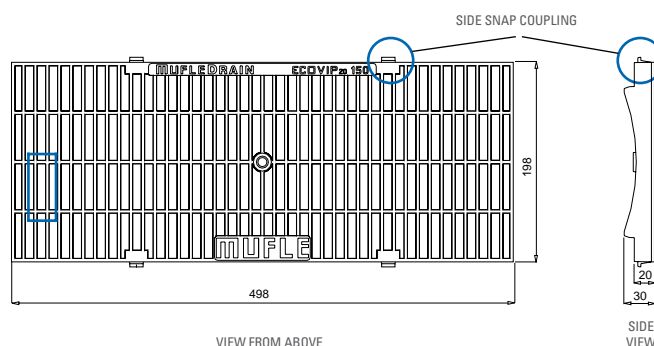 SIDE SNAP COUPLING
MUFLEDRAIN ECOVIP20 150
198
MUFLE
498
20
30
VIEW FROM ABOVE
SIDE
VIEW